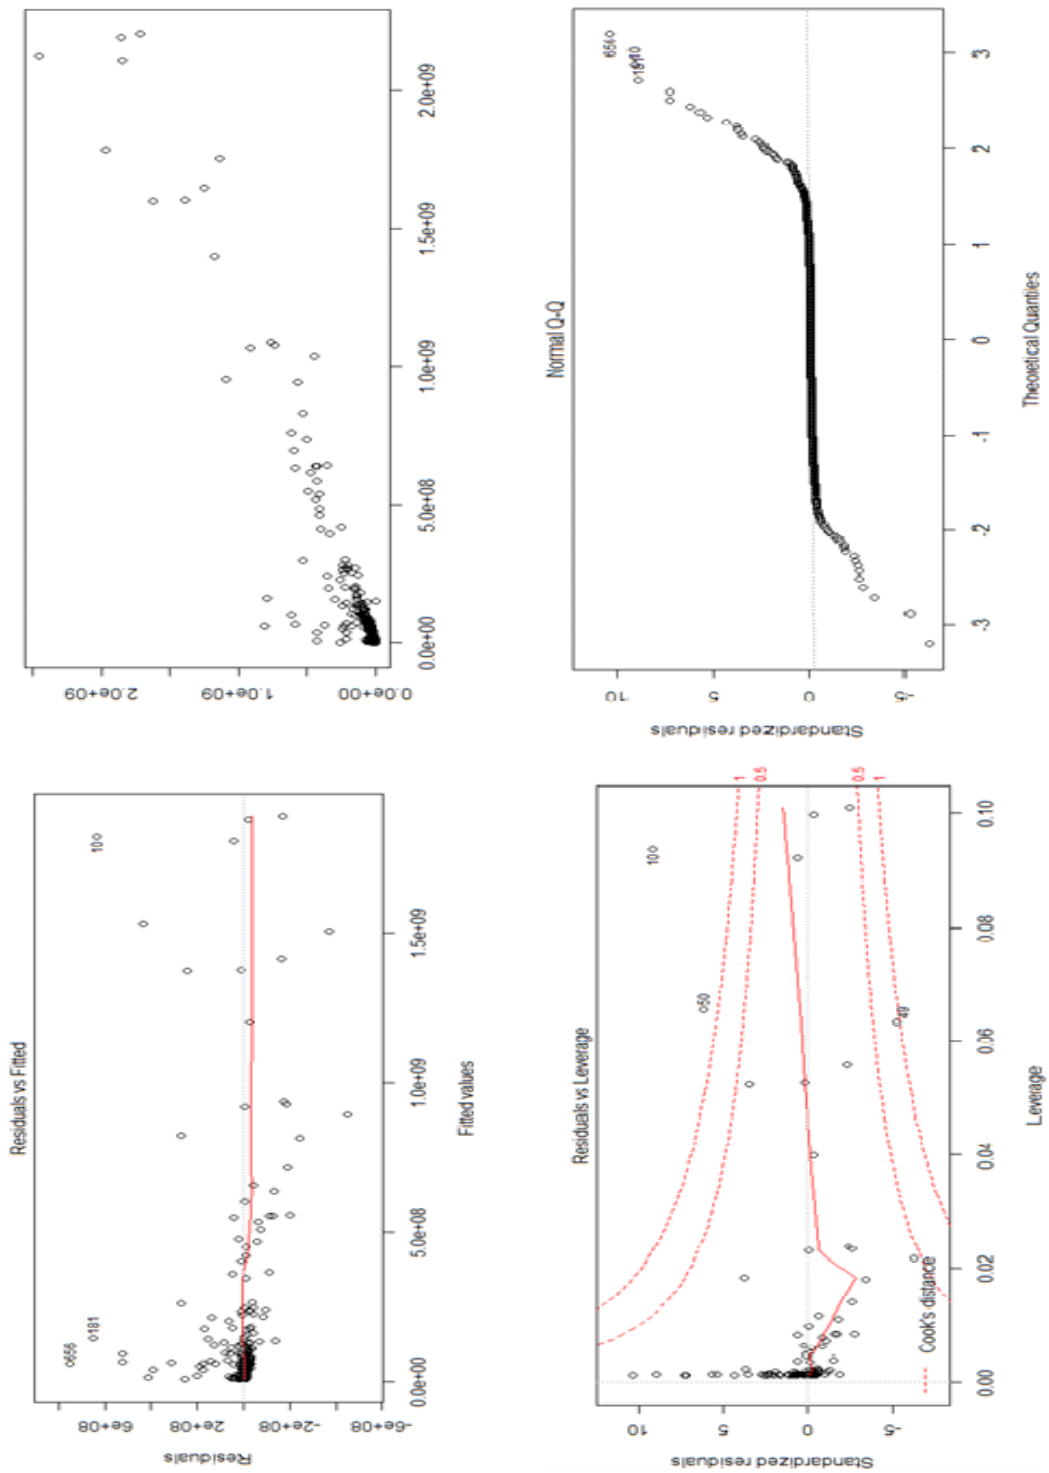 Residuals vs Fitted
Residuals
6e+08
2e+08
-2e+08
-6e+08
656
181
10
0.0e+00
5.0e+08
1.0e+09
1.5e+09
Fitted values
2.0e+09
1.0e+09
0.0e+00
0.0e+00
5.0e+08
1.0e+09
1.5e+09
2.0e+09
Residuals vs Leverage
Standardized residuals
10
5
0
-5
10
50
49
1
0.5
0.5
1
Cook's distance
0.00
0.02
0.04
0.06
0.08
0.10
Leverage
Normal Q-Q
Standardized residuals
10
5
0
-5
181
10
-3
-2
-1
0
1
2
3
Theoretical Quanties